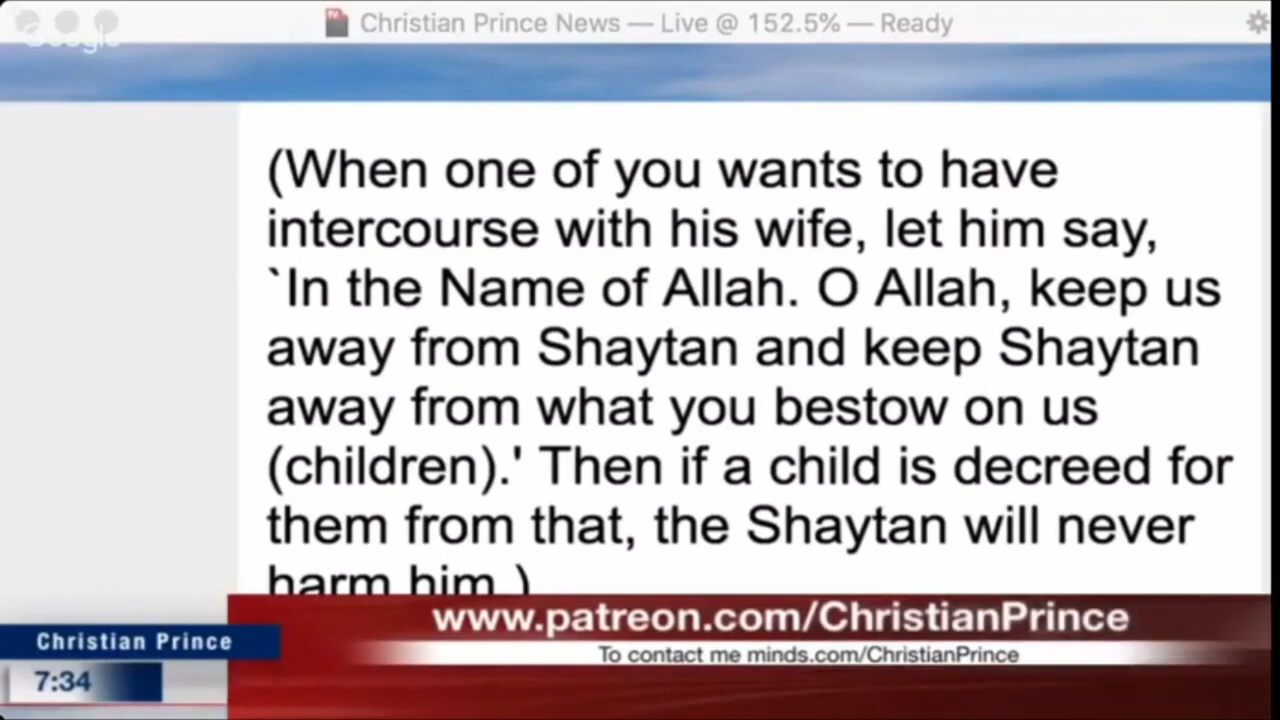 Christian Prince News — Live @ 152.5% — Ready
Google
(When one of you wants to have
intercourse with his wife, let him say,
`In the Name of Allah. O Allah, keep us
away from Shaytan and keep Shaytan
away from what you bestow on us
(children).' Then if a child is decreed for
them from that, the Shaytan will never
harm him.)
www.patreon.com/ChristianPrince
To contact me minds.com/ChristianPrince
Christian Prince
7:34